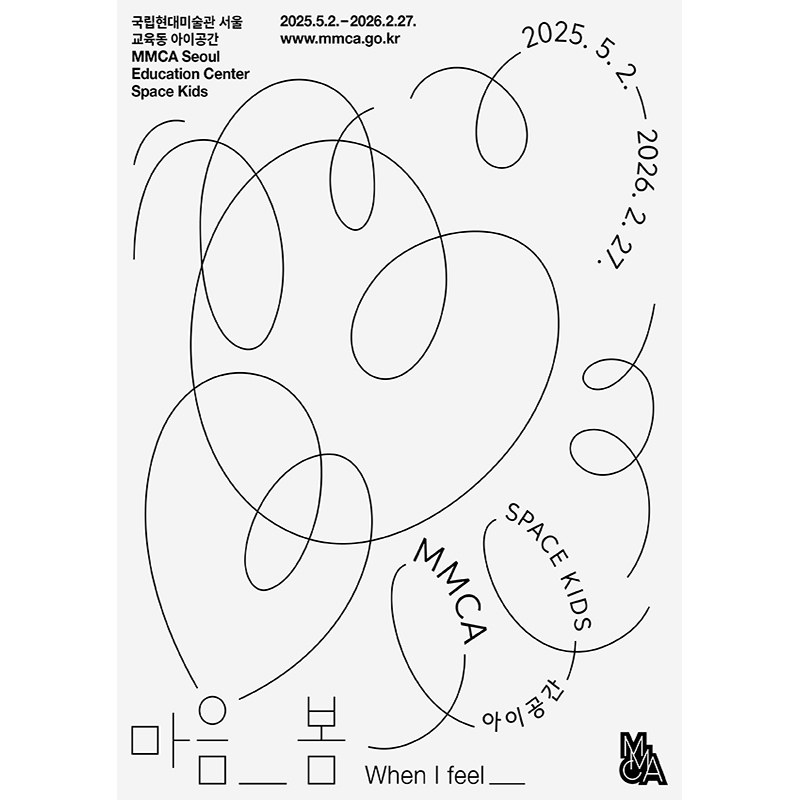 국립현대미술관 서울
교육동 아이공간
MMCA Seoul
Education Center
Space Kids
2025.5.2.–2026.2.27.
www.mmca.go.kr
2025. 5. 2. — 2026. 2. 27.
SPACE KIDS
MMCA
아이공간
마음_봄
When I feel__
MMCA